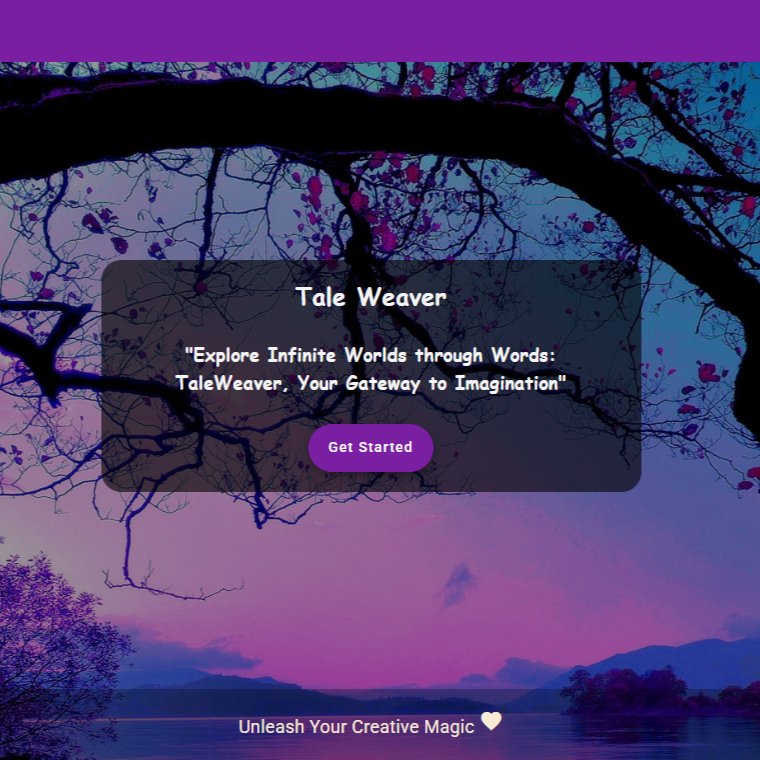 Tale Weaver
"Explore Infinite Worlds through Words:
TaleWeaver, Your Gateway to Imagination"
Get Started
Unleash Your Creative Magic